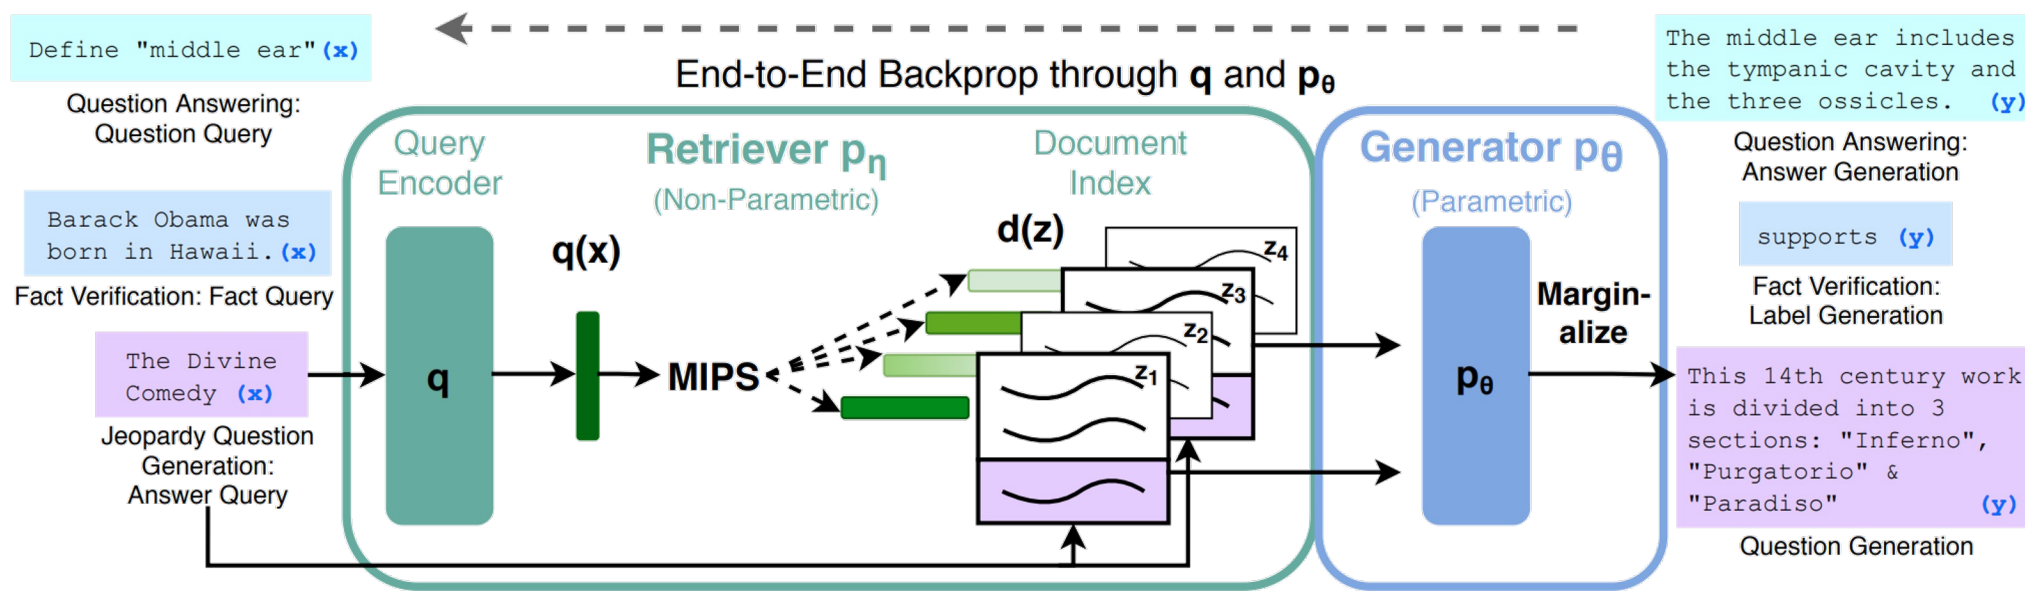 Define "middle ear"(x)
Question Answering:
Question Query
Barack Obama was
born in Hawaii.(x)
Fact Verification: Fact Query
The Divine
Comedy (x)
Jeopardy Question
Generation:
Answer Query
End-to-End Backprop through q and pθ
Query
Encoder
Retriever pη
(Non-Parametric)
Document
Index
q
q(x)
MIPS
d(z)
z4
z3
z2
z1
Generator pθ
(Parametric)
pθ
Margin-
alize
The middle ear includes
the tympanic cavity and
the three ossicles. (y)
Question Answering:
Answer Generation
supports (y)
Fact Verification:
Label Generation
This 14th century work
is divided into 3
sections: "Inferno",
"Purgatorio" &
"Paradiso" (y)
Question Generation